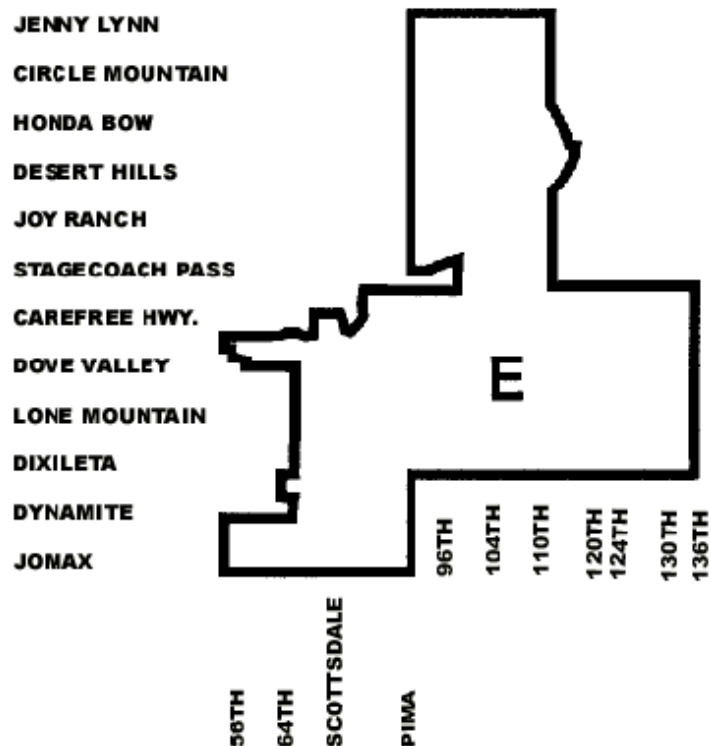 JENNY LYNN
CIRCLE MOUNTAIN
HONDA BOW
DESERT HILLS
JOY RANCH
STAGECOACH PASS
CAREFREE HWY.
DOVE VALLEY
LONE MOUNTAIN
DIXILETA
DYNAMITE
JOMAX
E
96TH
104TH
110TH
120TH
124TH
130TH
136TH
56TH
64TH
SCOTTSDALE
PIMA